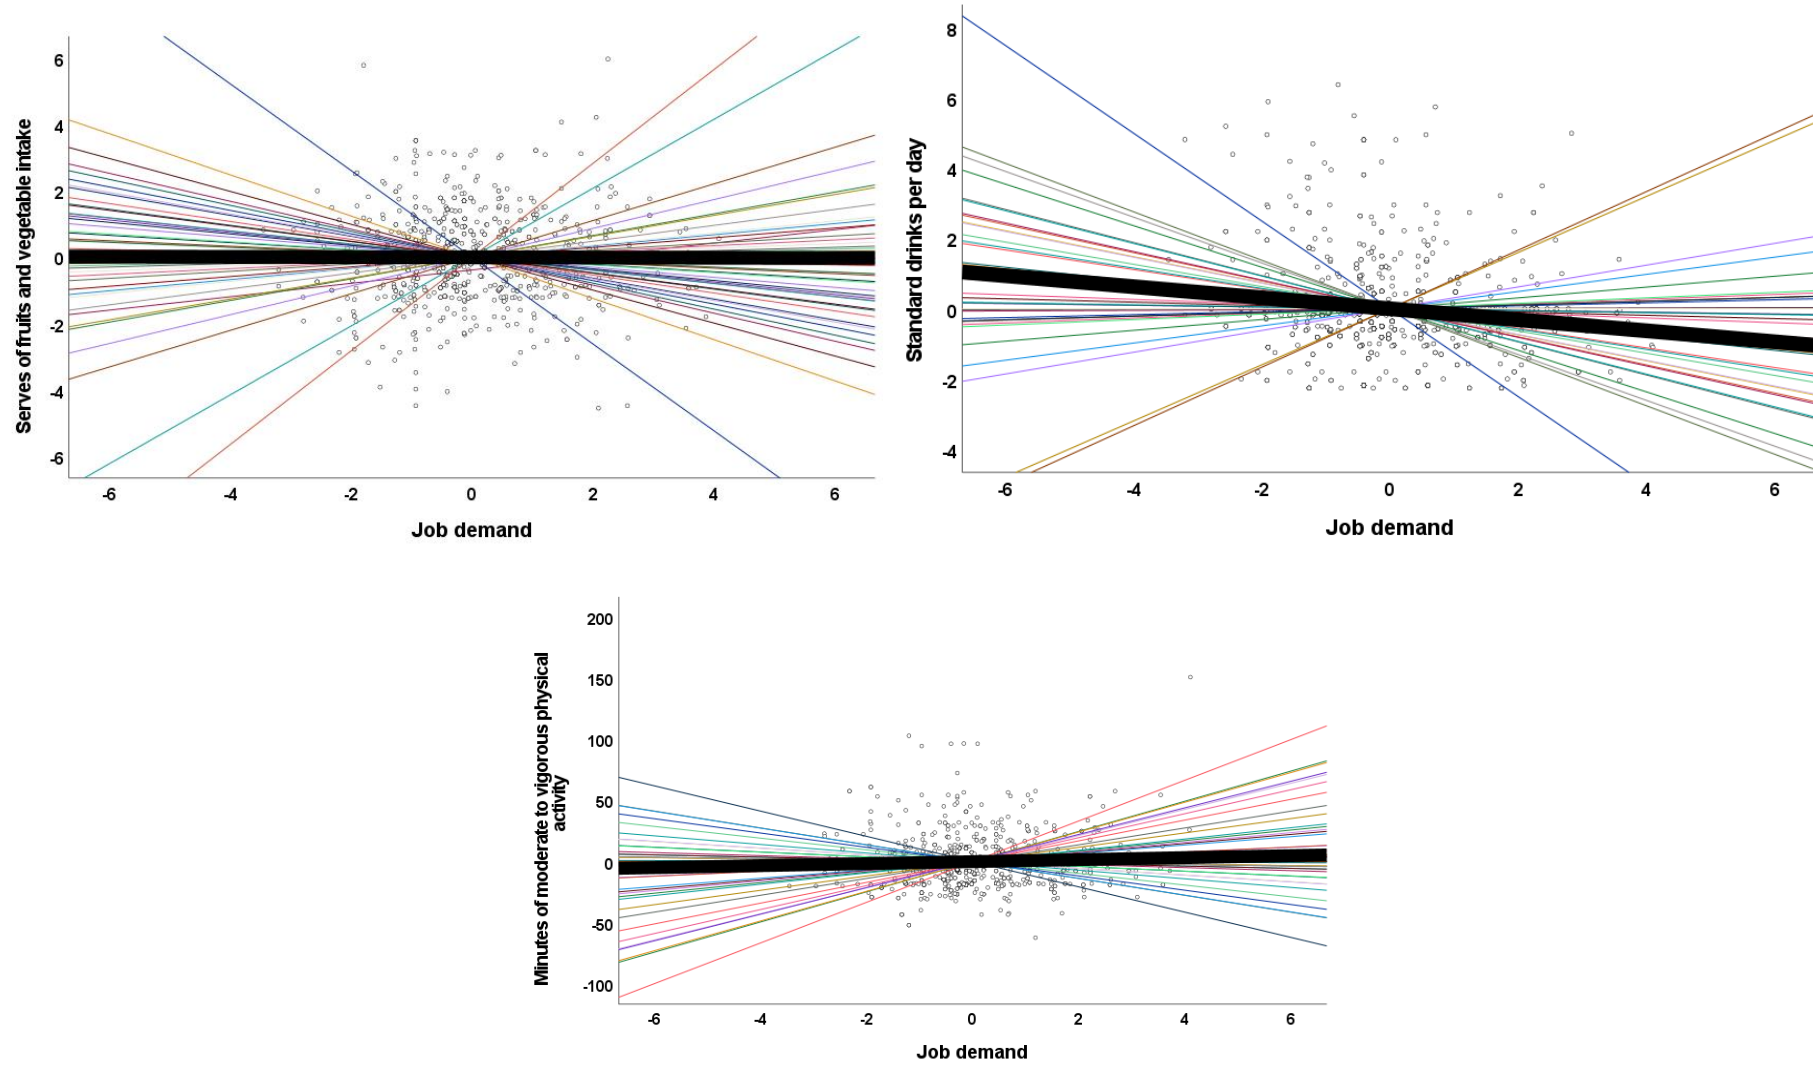 Serves of fruits and vegetable intake
6
4
2
0
-2
-4
-6
-6 -4 -2 0 2 4 6
Job demand
Standard drinks per day
8
6
4
2
0
-2
-4
-6 -4 -2 0 2 4 6
Job demand
Minutes of moderate to vigorous physical
activity
200
150
100
50
0
-50
-100
-6 -4 -2 0 2 4 6
Job demand